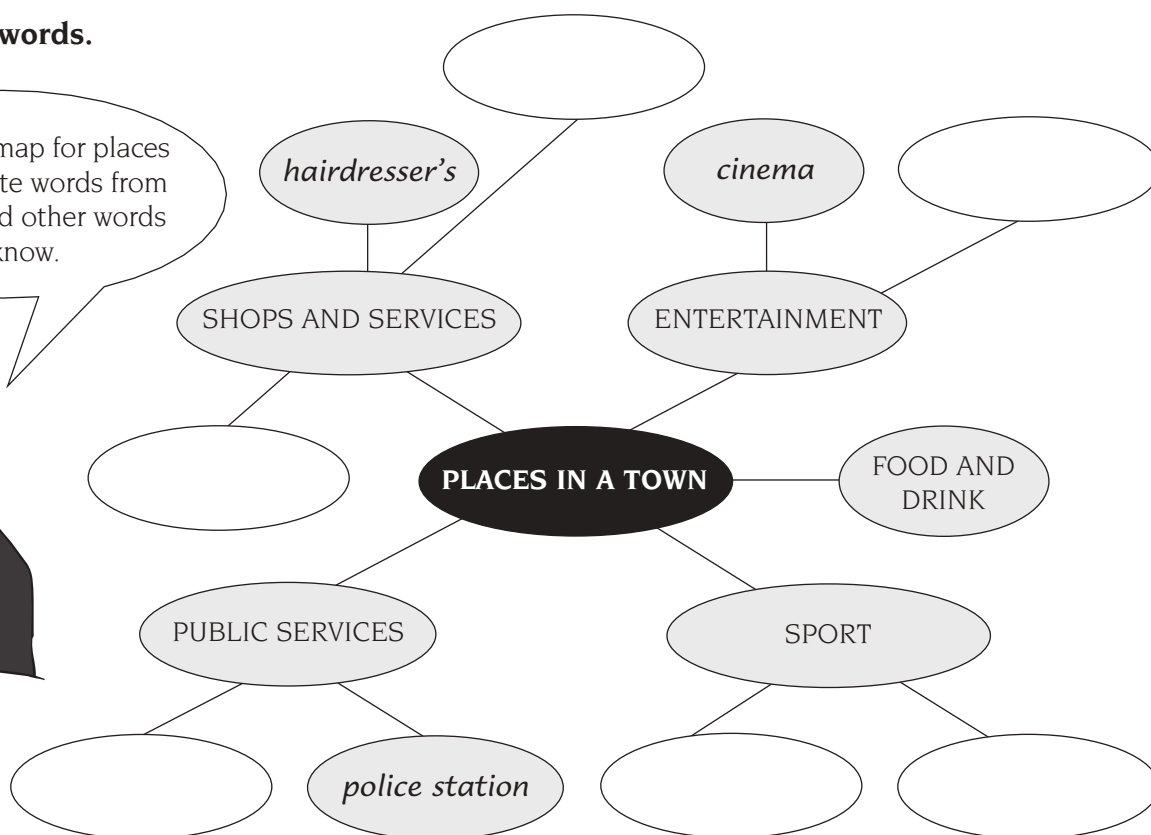 words.
map for places
te words from
d other words
know.
hairdresser's
cinema
SHOPS AND SERVICES
ENTERTAINMENT
PLACES IN A TOWN
FOOD AND
DRINK
PUBLIC SERVICES
SPORT
police station